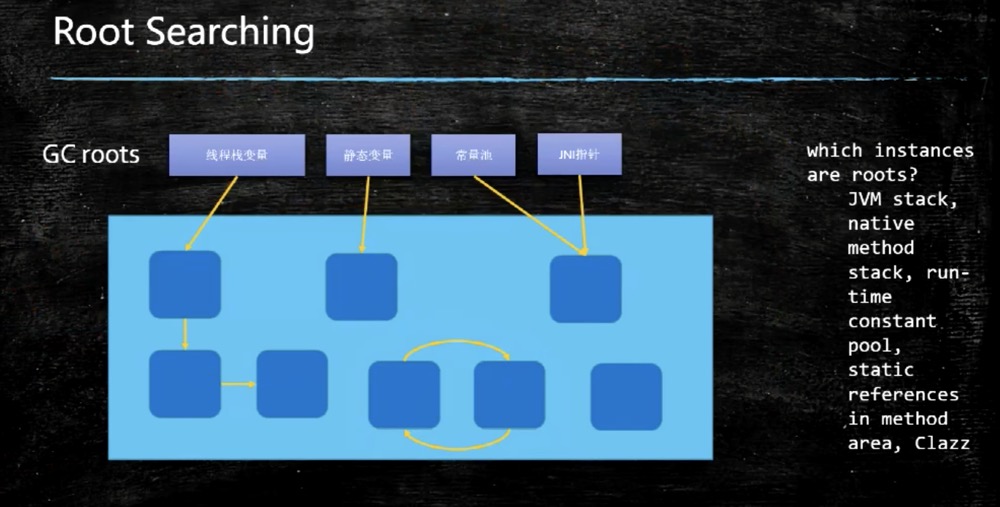 Root Searching
GC roots
线程栈变量
静态变量
常量池
JNI指针
which instances
are roots?
JVM stack,
native
method
stack, run-
time
constant
pool,
static
references
in method
area, Clazz